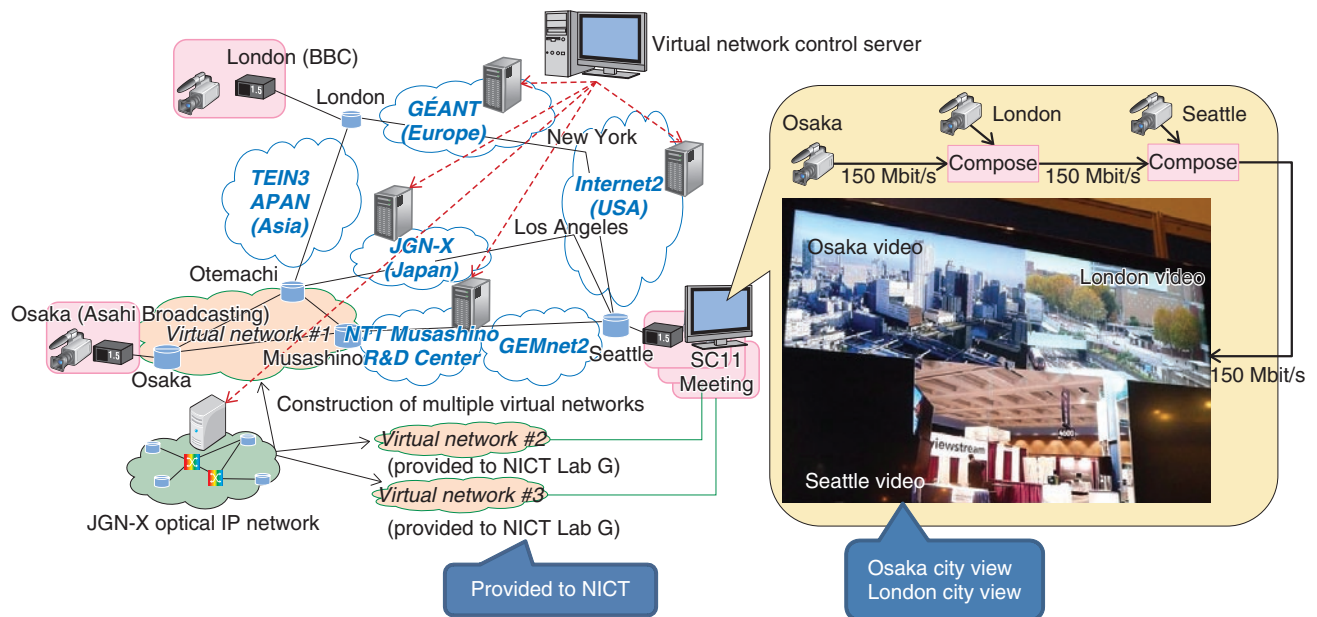 Virtual network control server
London (BBC)
1.5
London
GÉANT
(Europe)
New York
TEIN3
APAN
(Asia)
Internet2
(USA)
Los Angeles
JGN-X
(Japan)
Otemachi
Osaka (Asahi Broadcasting)
1.5
Virtual network #1
Osaka
Musashino
NTT Musashino
R&D Center
GEMnet2
Seattle
1.5
SC11
Meeting
Construction of multiple virtual networks
Virtual network #2
(provided to NICT Lab G)
Virtual network #3
(provided to NICT Lab G)
XC
XC
JGN-X optical IP network
Provided to NICT
Osaka
London
Seattle
Compose
Compose
150 Mbit/s
150 Mbit/s
150 Mbit/s
Osaka video
London video
viewstream
4600
Seattle video
Osaka city view
London city view